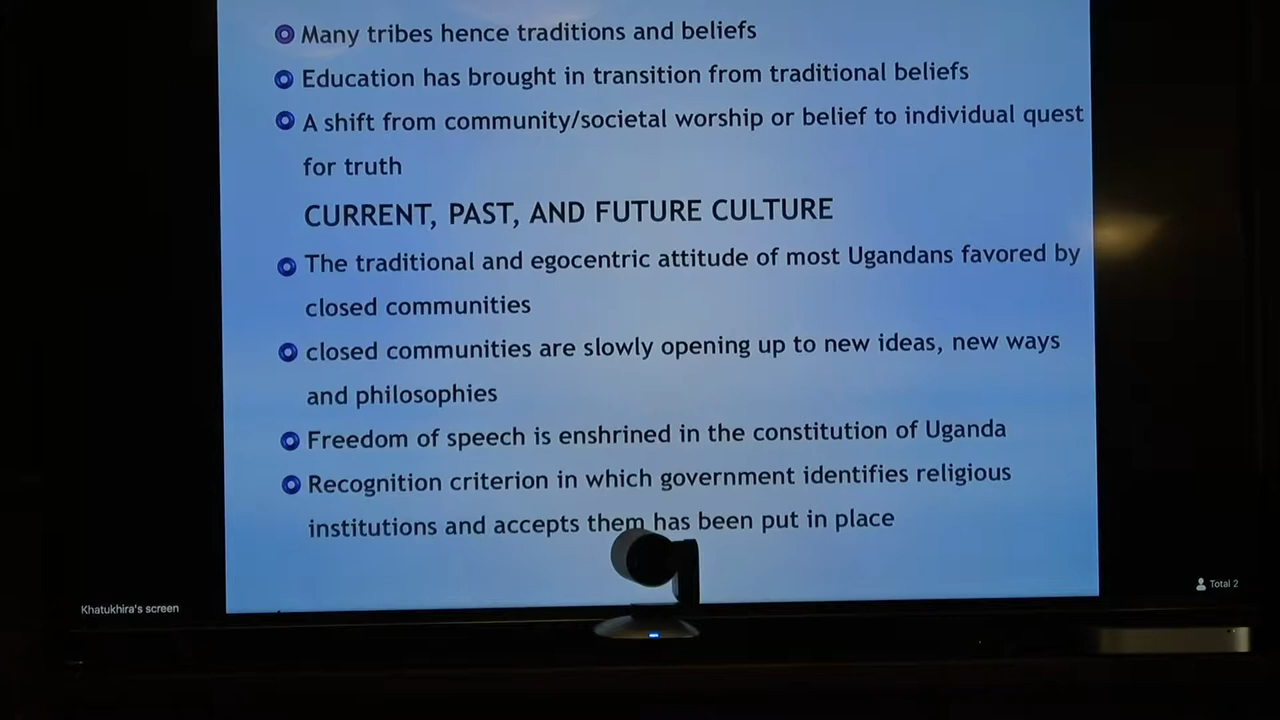 Many tribes hence traditions and beliefs
Education has brought in transition from traditional beliefs
A shift from community/societal worship or belief to individual quest
for truth
CURRENT, PAST, AND FUTURE CULTURE
The traditional and egocentric attitude of most Ugandans favored by
closed communities
closed communities are slowly opening up to new ideas, new ways
and philosophies
Freedom of speech is enshrined in the constitution of Uganda
Recognition criterion in which government identifies religious
institutions and accepts them has been put in place
Khatukhira's screen
Total 2